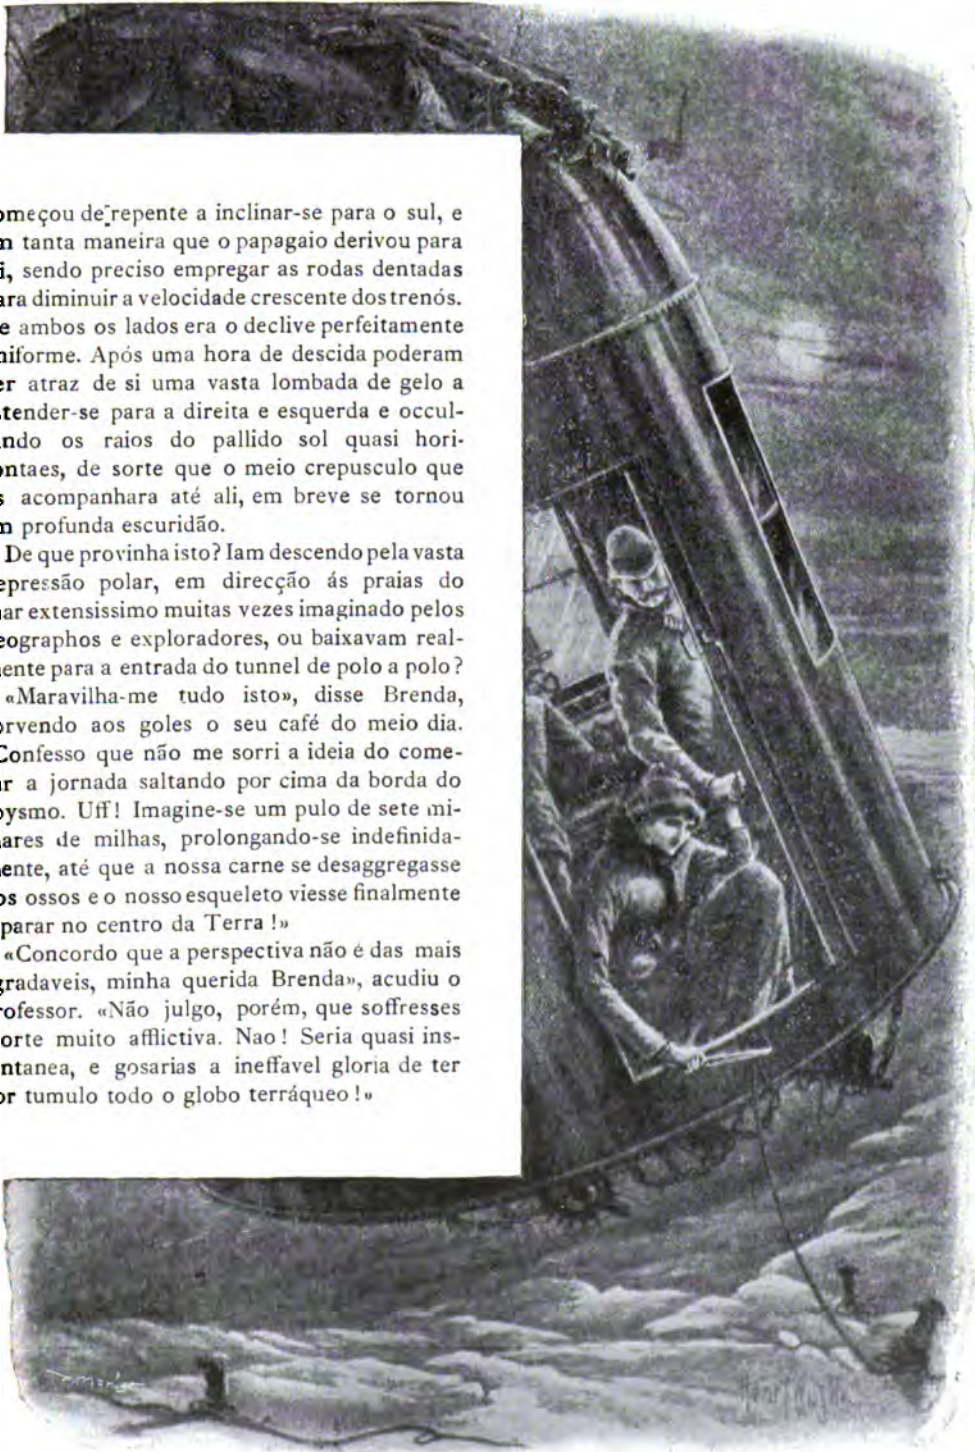 omeçou de repente a inclinar-se para o sul, e
n tanta maneira que o papagaio derivou para
i, sendo preciso empregar as rodas dentadas
ara diminuir a velocidade crescente dos trenós.
e ambos os lados era o declive perfeitamente
niforme. Após uma hora de descida poderam
er atraz de si uma vasta lombada de gelo a
tender-se para a direita e esquerda e occul-
ndo os raios do pallido sol quasi hori-
ontaes, de sorte que o meio crepusculo que
s acompanhara até ali, em breve se tornou
n profunda escuridão.
De que provinha isto? Iam descendo pela vasta
epressão polar, em direcção ás praias do
ar extensissimo muitas vezes imaginado pelos
eographos e exploradores, ou baixavam real-
ente para a entrada do tunnel de polo a polo?
«Maravilha-me tudo isto», disse Brenda,
orvendo aos goles o seu café do meio dia.
Confesso que não me sorri a ideia do come-
ar a jornada saltando por cima da borda do
bysmo. Uff! Imagine-se um pulo de sete mi-
ares de milhas, prolongando-se indefinida-
ente, até que a nossa carne se desaggregasse
os ossos e o nosso esqueleto viesse finalmente
parar no centro da Terra!»
«Concordo que a perspectiva não é das mais
gradaveis, minha querida Brenda», acudiu o
rofessor. «Não julgo, porém, que soffresses
orte muito afflictiva. Nao! Seria quasi ins-
ntanea, e gosarias a ineffavel gloria de ter
or tumulo todo o globo terráqueo!»